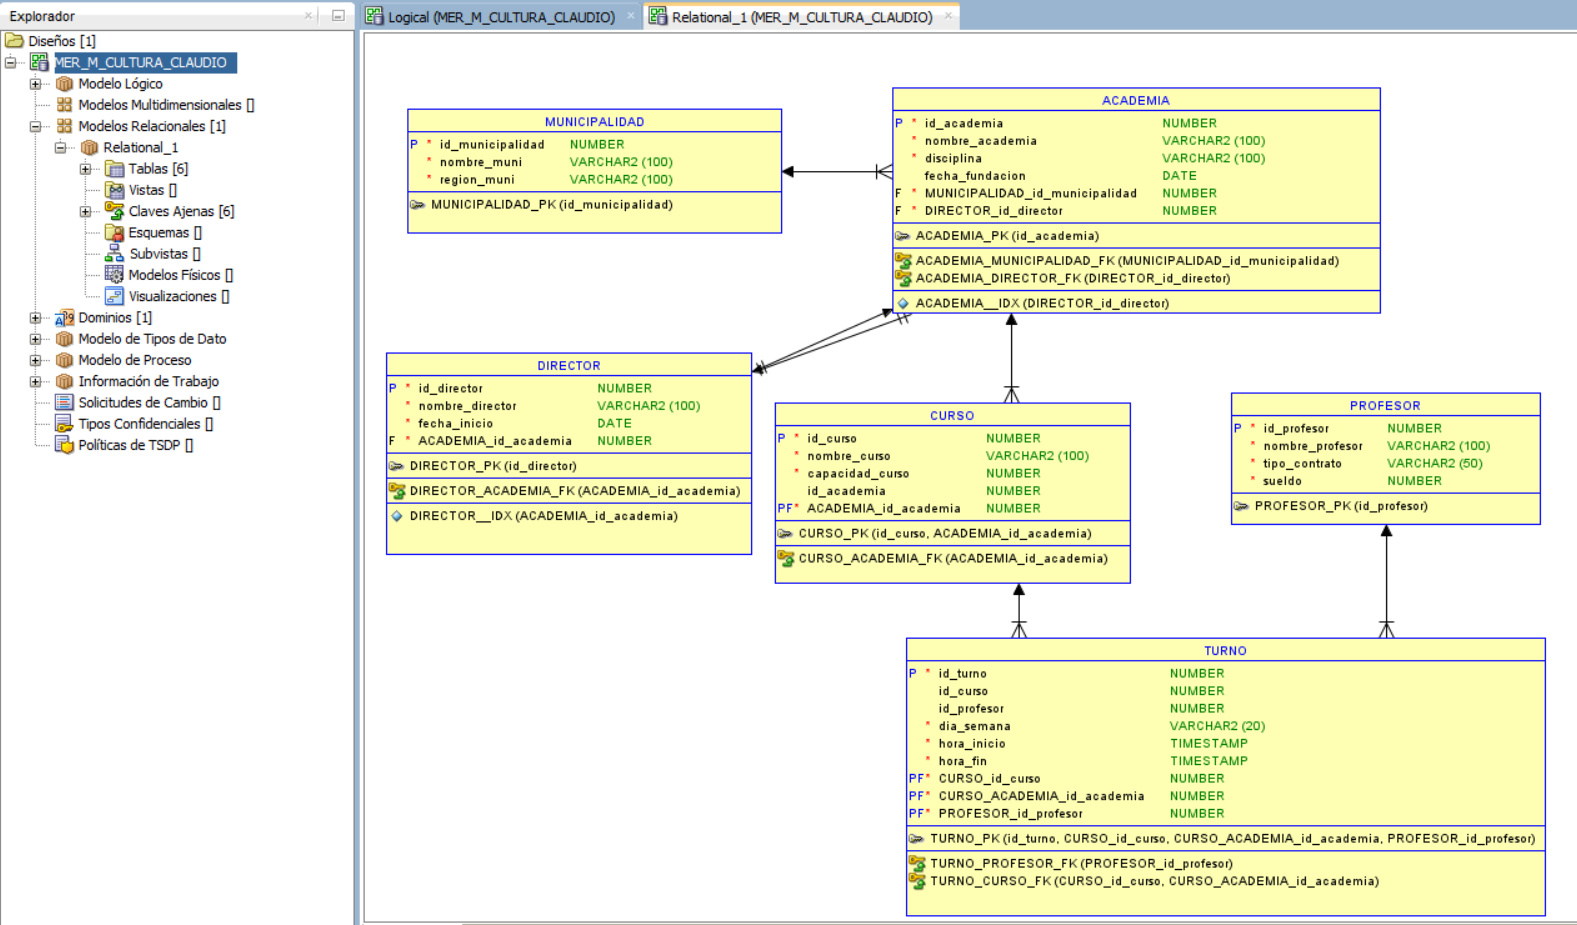 Explorador
Diseños [1]
MER_M_CULTURA_CLAUDIO
Modelo Lógico
Modelos Multidimensionales []
Modelos Relacionales [1]
Relational_1
Tablas [6]
Vistas []
Claves Ajenas [6]
Esquemas []
Subvistas []
Modelos Físicos []
Visualizaciones []
Dominios [1]
Modelo de Tipos de Dato
Modelo de Proceso
Información de Trabajo
Solicitudes de Cambio []
Tipos Confidenciales []
Políticas de TSDP []
Logical (MER_M_CULTURA_CLAUDIO)
Relational_1 (MER_M_CULTURA_CLAUDIO)
MUNICIPALIDAD
P * id_municipalidad NUMBER
* nombre_muni VARCHAR2 (100)
* region_muni VARCHAR2 (100)
MUNICIPALIDAD_PK (id_municipalidad)
ACADEMIA
P * id_academia NUMBER
* nombre_academia VARCHAR2 (100)
* disciplina VARCHAR2 (100)
fecha_fundacion DATE
F * MUNICIPALIDAD_id_municipalidad NUMBER
F * DIRECTOR_id_director NUMBER
ACADEMIA_PK (id_academia)
ACADEMIA_MUNICIPALIDAD_FK (MUNICIPALIDAD_id_municipalidad)
ACADEMIA_DIRECTOR_FK (DIRECTOR_id_director)
ACADEMIA__IDX (DIRECTOR_id_director)
DIRECTOR
P * id_director NUMBER
* nombre_director VARCHAR2 (100)
* fecha_inicio DATE
F * ACADEMIA_id_academia NUMBER
DIRECTOR_PK (id_director)
DIRECTOR_ACADEMIA_FK (ACADEMIA_id_academia)
DIRECTOR__IDX (ACADEMIA_id_academia)
CURSO
P * id_curso NUMBER
* nombre_curso VARCHAR2 (100)
* capacidad_curso NUMBER
id_academia NUMBER
PF* ACADEMIA_id_academia NUMBER
CURSO_PK (id_curso, ACADEMIA_id_academia)
CURSO_ACADEMIA_FK (ACADEMIA_id_academia)
PROFESOR
P * id_profesor NUMBER
* nombre_profesor VARCHAR2 (100)
* tipo_contrato VARCHAR2 (50)
* sueldo NUMBER
PROFESOR_PK (id_profesor)
TURNO
P * id_turno NUMBER
id_curso NUMBER
id_profesor NUMBER
* dia_semana VARCHAR2 (20)
* hora_inicio TIMESTAMP
* hora_fin TIMESTAMP
PF* CURSO_id_curso NUMBER
PF* CURSO_ACADEMIA_id_academia NUMBER
PF* PROFESOR_id_profesor NUMBER
TURNO_PK (id_turno, CURSO_id_curso, CURSO_ACADEMIA_id_academia, PROFESOR_id_profesor)
TURNO_PROFESOR_FK (PROFESOR_id_profesor)
TURNO_CURSO_FK (CURSO_id_curso, CURSO_ACADEMIA_id_academia)